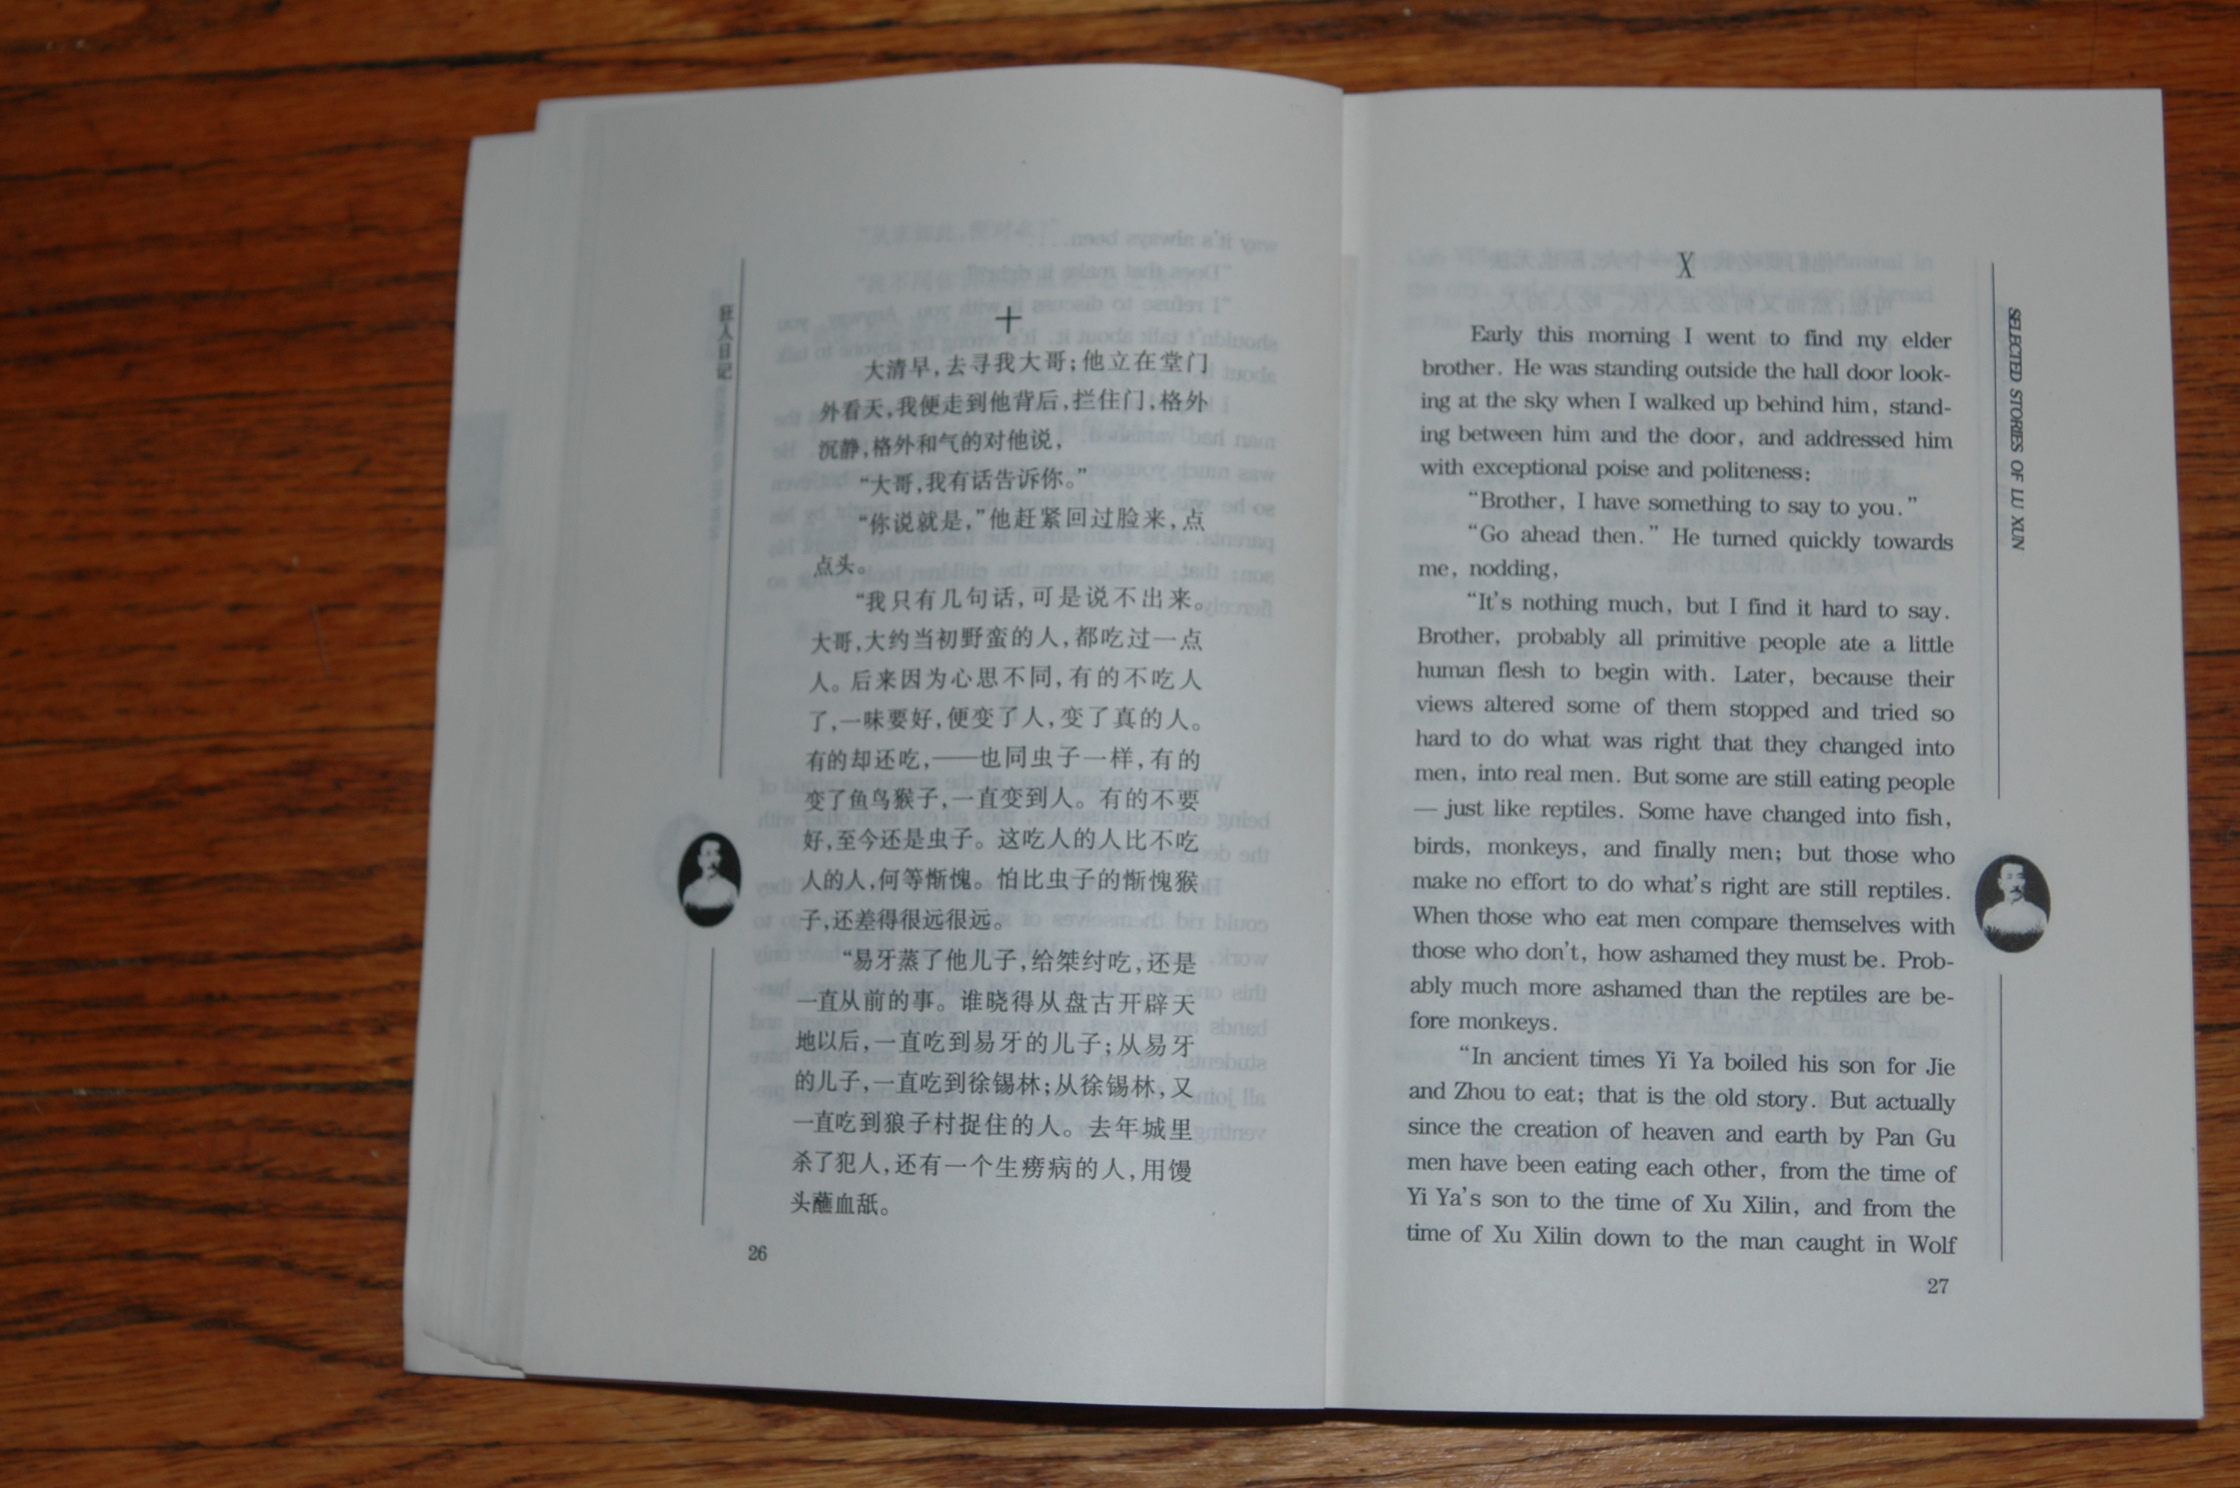 狂人日记
十
大清早,去寻我大哥;他立在堂门
外看天,我便走到他背后,拦住门,格外
沉静,格外和气的对他说,
“大哥,我有话告诉你。”
“你说就是,”他赶紧回过脸来,点
点头。
“我只有几句话,可是说不出来。
大哥,大约当初野蛮的人,都吃过一点
人。后来因为心思不同,有的不吃人
了,一味要好,便变了人,变了真的人。
有的却还吃,——也同虫子一样,有的
变了鱼鸟猴子,一直变到人。有的不要
好,至今还是虫子。这吃人的人比不吃
人的人,何等惭愧。怕比虫子的惭愧猴
子,还差得很远很远。
“易牙蒸了他儿子,给桀纣吃,还是
一直从前的事。谁晓得从盘古开辟天
地以后,一直吃到易牙的儿子;从易牙
的儿子,一直吃到徐锡林;从徐锡林,又
一直吃到狼子村捉住的人。去年城里
杀了犯人,还有一个生痨病的人,用馒
头蘸血舐。
26
SELECTED STORIES OF LU XUN
X
Early this morning I went to find my elder
brother. He was standing outside the hall door look-
ing at the sky when I walked up behind him, stand-
ing between him and the door, and addressed him
with exceptional poise and politeness:
“Brother, I have something to say to you.”
“Go ahead then.” He turned quickly towards
me, nodding,
“It's nothing much, but I find it hard to say.
Brother, probably all primitive people ate a little
human flesh to begin with. Later, because their
views altered some of them stopped and tried so
hard to do what was right that they changed into
men, into real men. But some are still eating people
— just like reptiles. Some have changed into fish,
birds, monkeys, and finally men; but those who
make no effort to do what's right are still reptiles.
When those who eat men compare themselves with
those who don't, how ashamed they must be. Prob-
ably much more ashamed than the reptiles are be-
fore monkeys.
“In ancient times Yi Ya boiled his son for Jie
and Zhou to eat; that is the old story. But actually
since the creation of heaven and earth by Pan Gu
men have been eating each other, from the time of
Yi Ya's son to the time of Xu Xilin, and from the
time of Xu Xilin down to the man caught in Wolf
27